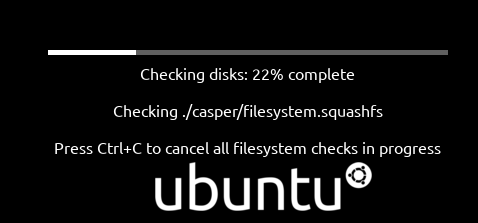 Checking disks: 22% complete
Checking ./casper/filesystem.squashfs
Press Ctrl+C to cancel all filesystem checks in progress
ubuntu